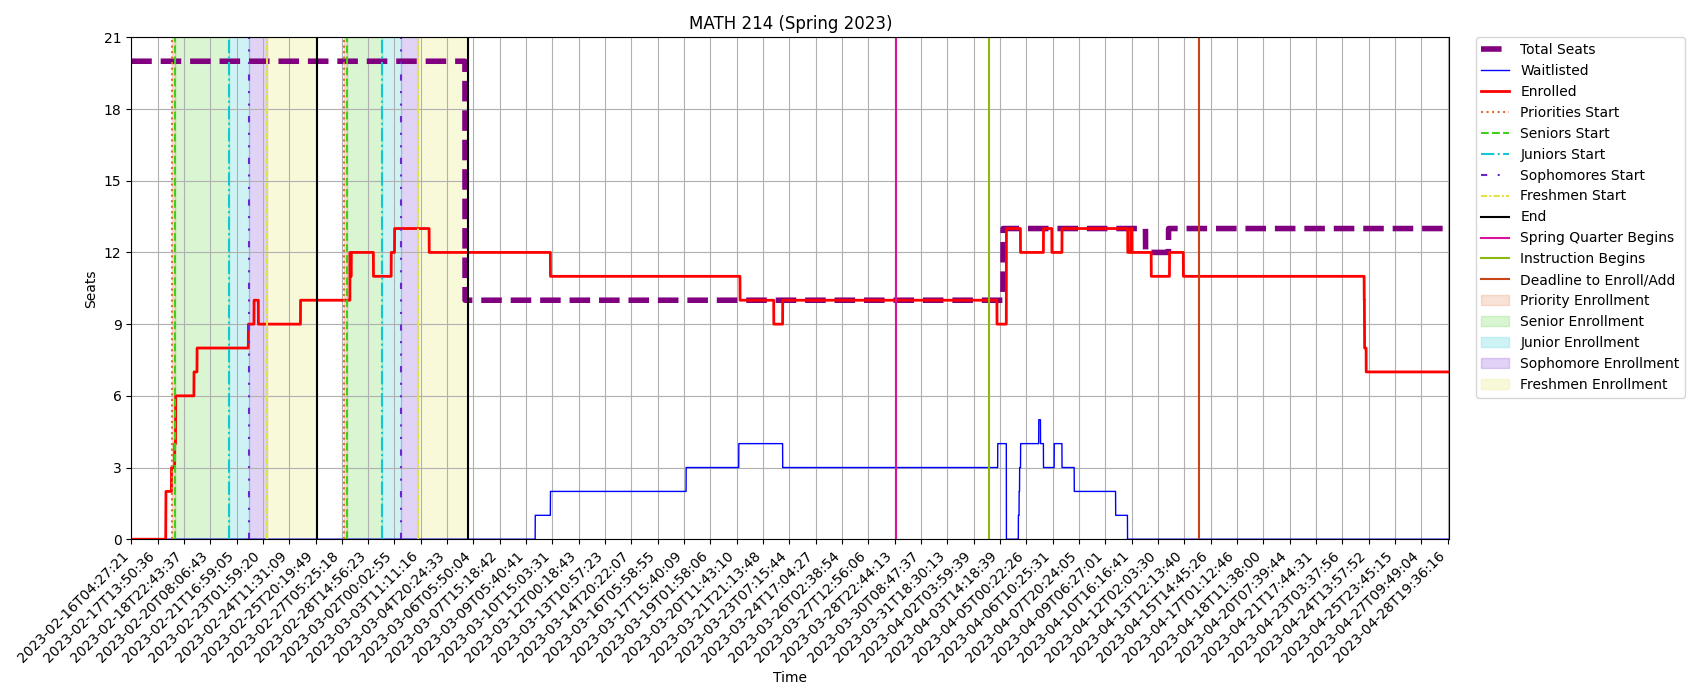 MATH 214 (Spring 2023)
Seats
21
18
15
12
9
6
3
0
2023-02-16T04:27:21
2023-02-17T13:50:36
2023-02-18T22:43:37
2023-02-20T08:06:43
2023-02-21T16:59:05
2023-02-23T01:59:20
2023-02-24T11:31:09
2023-02-25T20:19:49
2023-02-27T05:25:18
2023-02-28T14:56:23
2023-03-02T00:02:55
2023-03-03T11:11:16
2023-03-04T20:24:33
2023-03-06T05:50:04
2023-03-07T15:18:42
2023-03-09T05:40:41
2023-03-10T15:03:31
2023-03-12T00:18:43
2023-03-13T10:57:23
2023-03-14T20:22:07
2023-03-16T05:58:55
2023-03-17T15:40:09
2023-03-19T01:58:06
2023-03-20T11:43:10
2023-03-21T21:13:48
2023-03-23T07:15:44
2023-03-24T17:04:27
2023-03-26T02:38:54
2023-03-27T12:56:06
2023-03-28T22:44:13
2023-03-30T08:47:37
2023-03-31T18:30:13
2023-04-02T03:59:39
2023-04-03T14:18:39
2023-04-05T00:22:26
2023-04-06T10:25:31
2023-04-07T20:24:05
2023-04-09T06:27:01
2023-04-10T16:16:41
2023-04-12T02:03:30
2023-04-13T12:13:40
2023-04-15T14:45:26
2023-04-17T01:12:46
2023-04-18T11:38:00
2023-04-20T07:39:44
2023-04-21T17:44:31
2023-04-23T03:37:56
2023-04-24T13:57:52
2023-04-25T23:45:15
2023-04-27T09:49:04
2023-04-28T19:36:16
Time
Total Seats
Waitlisted
Enrolled
Priorities Start
Seniors Start
Juniors Start
Sophomores Start
Freshmen Start
End
Spring Quarter Begins
Instruction Begins
Deadline to Enroll/Add
Priority Enrollment
Senior Enrollment
Junior Enrollment
Sophomore Enrollment
Freshmen Enrollment